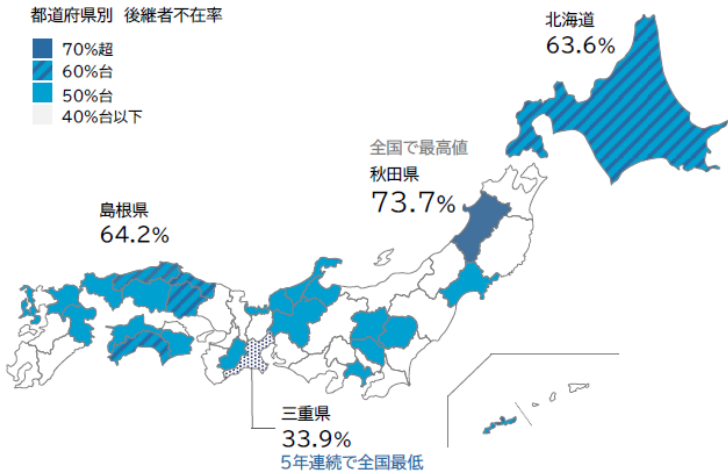 都道府県別 後継者不在率
70%超
60%台
50%台
40%台以下
北海道
63.6%
全国で最高値
秋田県
73.7%
島根県
64.2%
三重県
33.9%
5年連続で全国最低